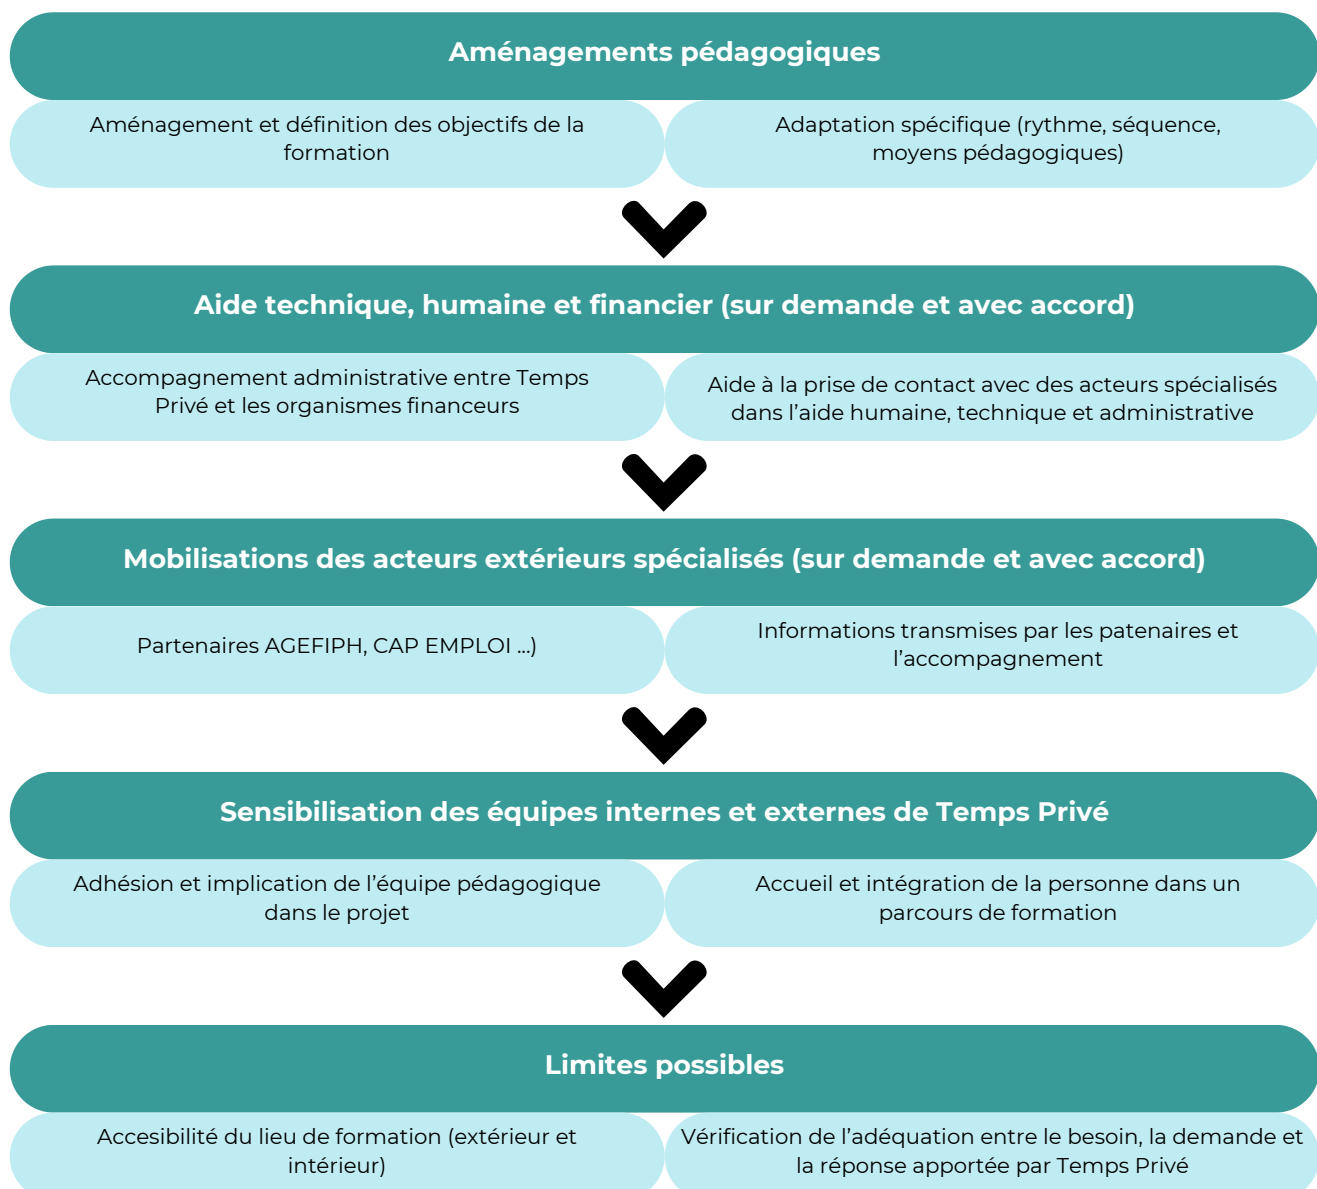 Aménagements pédagogiques
Aménagement et définition des objectifs de la
formation
Adaptation spécifique (rythme, séquence,
moyens pédagogiques)
Aide technique, humaine et financier (sur demande et avec accord)
Accompagnement administrative entre Temps
Privé et les organismes financeurs
Aide à la prise de contact avec des acteurs spécialisés
dans l’aide humaine, technique et administrative
Mobilisations des acteurs extérieurs spécialisés (sur demande et avec accord)
Partenaires AGEFIPH, CAP EMPLOI ...)
Informations transmises par les patenaires et
l’accompagnement
Sensibilisation des équipes internes et externes de Temps Privé
Adhésion et implication de l’équipe pédagogique
dans le projet
Accueil et intégration de la personne dans un
parcours de formation
Limites possibles
Accesibilité du lieu de formation (extérieur et
intérieur)
Vérification de l’adéquation entre le besoin, la demande et
la réponse apportée par Temps Privé